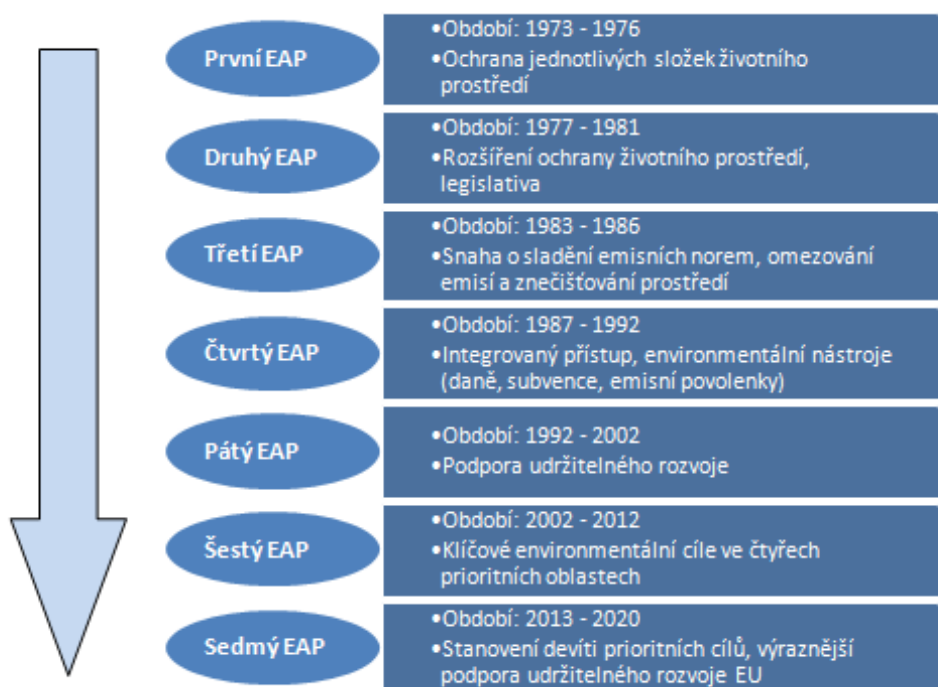 První EAP
•Období: 1973 - 1976
•Ochrana jednotlivých složek životního
prostředí
Druhý EAP
•Období: 1977 - 1981
•Rozšíření ochrany životního prostředí,
legislativa
Třetí EAP
•Období: 1983 - 1986
•Snaha o sladění emisních norem, omezování
emisí a znečišťování prostředí
Čtvrtý EAP
•Období: 1987 - 1992
•Integrovaný přístup, environmentální nástroje
(daně, subvence, emisní povolenky)
Pátý EAP
•Období: 1992 - 2002
•Podpora udržitelného rozvoje
Šestý EAP
•Období: 2002 - 2012
•Klíčové environmentální cíle ve čtyřech
prioritních oblastech
Sedmý EAP
•Období: 2013 - 2020
•Stanovení devíti prioritních cílů, výraznější
podpora udržitelného rozvoje EU